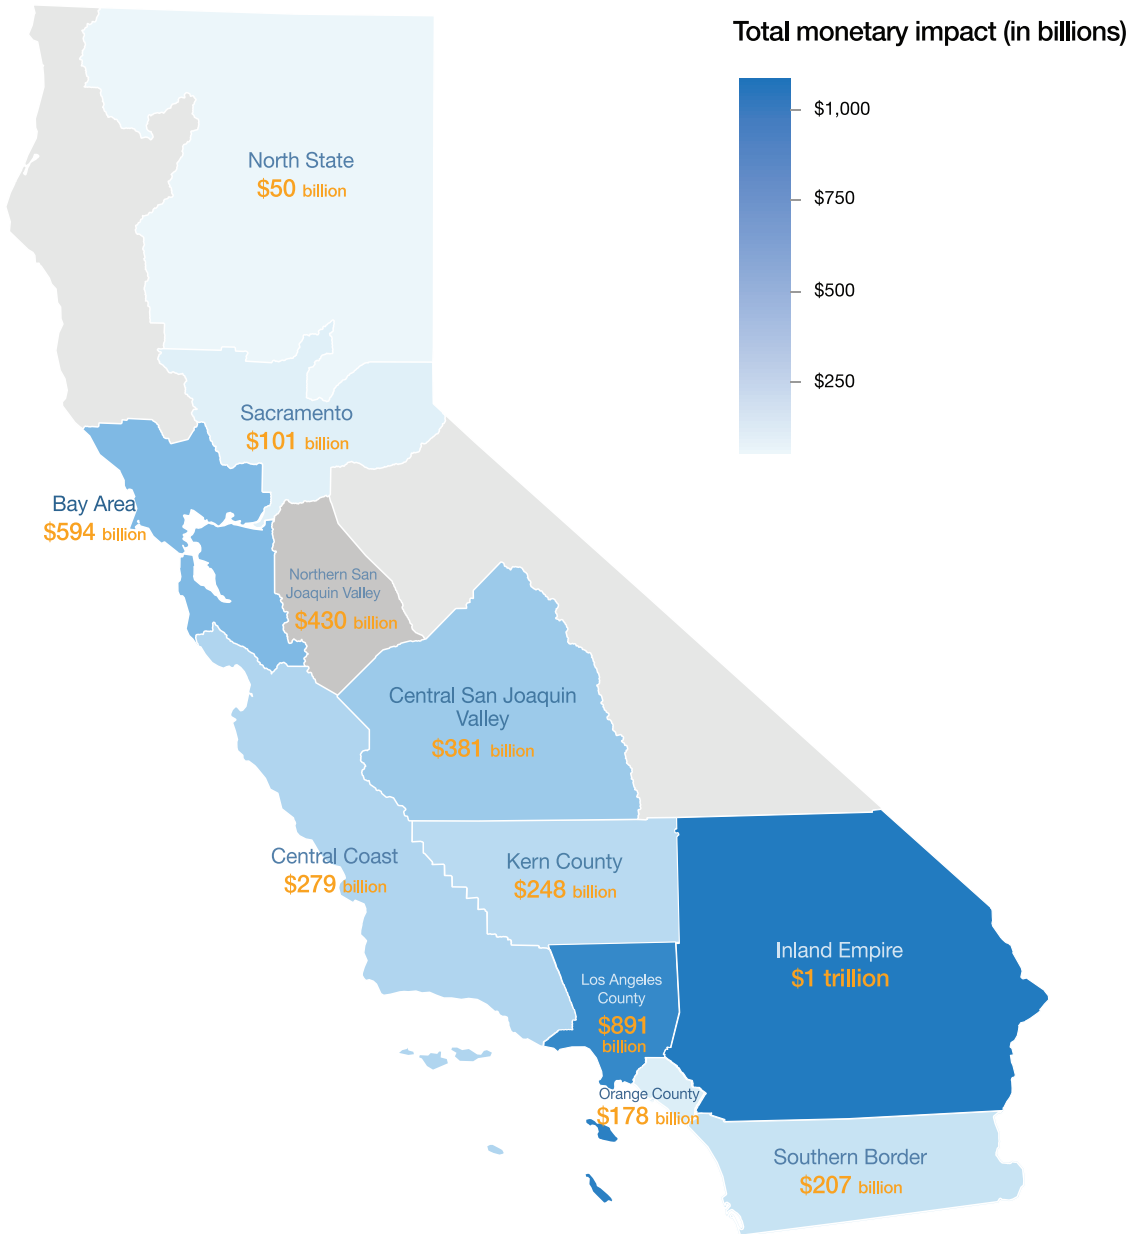 Total monetary impact (in billions)
$1,000
$750
$500
$250
North State
$50 billion
Sacramento
$101 billion
Bay Area
$594 billion
Northern San
Joaquin Valley
$430 billion
Central San Joaquin
Valley
$381 billion
Central Coast
$279 billion
Kern County
$248 billion
Inland Empire
$1 trillion
Los Angeles
County
$891
billion
Orange County
$178 billion
Southern Border
$207 billion